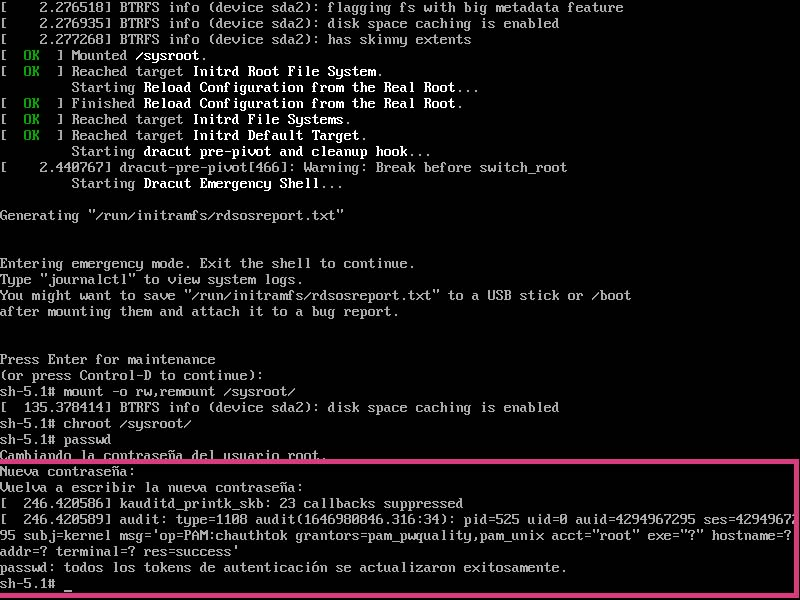 [    2.276518] BTRFS info (device sda2): flagging fs with big metadata feature
[    2.276935] BTRFS info (device sda2): disk space caching is enabled
[    2.277268] BTRFS info (device sda2): has skinny extents
[  OK  ] Mounted /sysroot.
[  OK  ] Reached target Initrd Root File System.
         Starting Reload Configuration from the Real Root...
[  OK  ] Finished Reload Configuration from the Real Root.
[  OK  ] Reached target Initrd File Systems.
[  OK  ] Reached target Initrd Default Target.
         Starting dracut pre-pivot and cleanup hook...
[    2.440767] dracut-pre-pivot[466]: Warning: Break before switch_root
         Starting Dracut Emergency Shell...
Generating "/run/initramfs/rdsosreport.txt"
Entering emergency mode. Exit the shell to continue.
Type "journalctl" to view system logs.
You might want to save "/run/initramfs/rdsosreport.txt" to a USB stick or /boot
after mounting them and attach it to a bug report.
Press Enter for maintenance
(or press Control-D to continue):
sh-5.1# mount -o rw,remount /sysroot/
[  135.378414] BTRFS info (device sda2): disk space caching is enabled
sh-5.1# chroot /sysroot/
sh-5.1# passwd
Cambiando la contraseña del usuario root.
Nueva contraseña:
Vuelva a escribir la nueva contraseña:
[  246.420586] kauditd_printk_skb: 23 callbacks suppressed
[  246.420589] audit: type=1108 audit(1646980846.316:34): pid=525 uid=0 auid=4294967295 ses=42949672
95 subj=kernel msg='op=PAM:chauthtok grantors=pam_pwquality,pam_unix acct="root" exe="?" hostname=?
addr=? terminal=? res=success'
passwd: todos los tokens de autenticación se actualizaron exitosamente.
sh-5.1# _